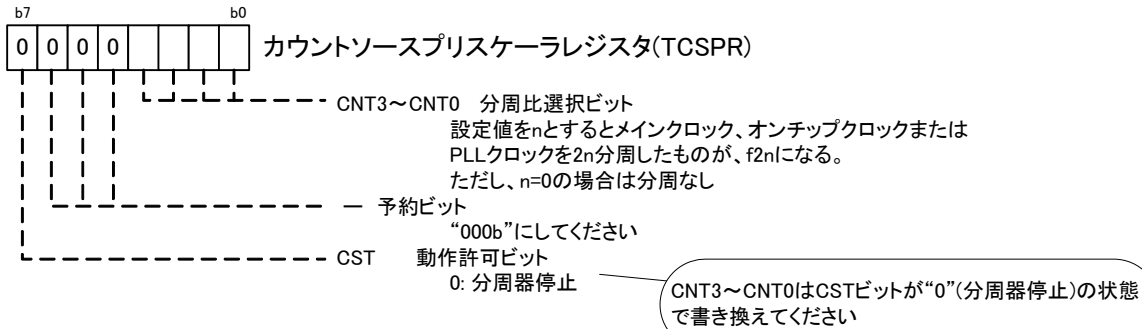 b7 b0
0 0 0 0 カウントソースプリスケーラレジスタ(TCSPR)
CNT3～CNT0 分周比選択ビット
設定値をnとするとメインクロック、オンチップクロックまたは
PLLクロックを2n分周したものが、f2nになる。
ただし、n=0の場合は分周なし
― 予約ビット
“000b”にしてください
CST 動作許可ビット
0: 分周器停止
CNT3～CNT0はCSTビットが“0”(分周器停止)の状態
で書き換えてください